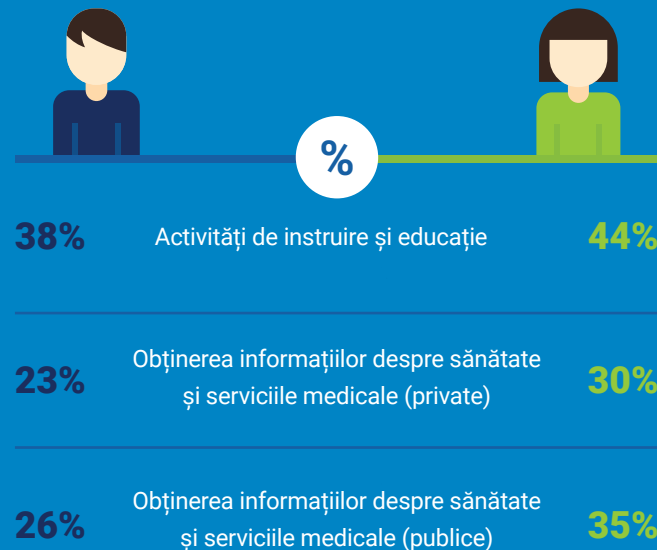 %
38% Activități de instruire și educație 44%
Obținerea informațiilor despre sănătate
23% și serviciile medicale (private) 30%
Obținerea informațiilor despre sănătate
26% și serviciile medicale (publice) 35%